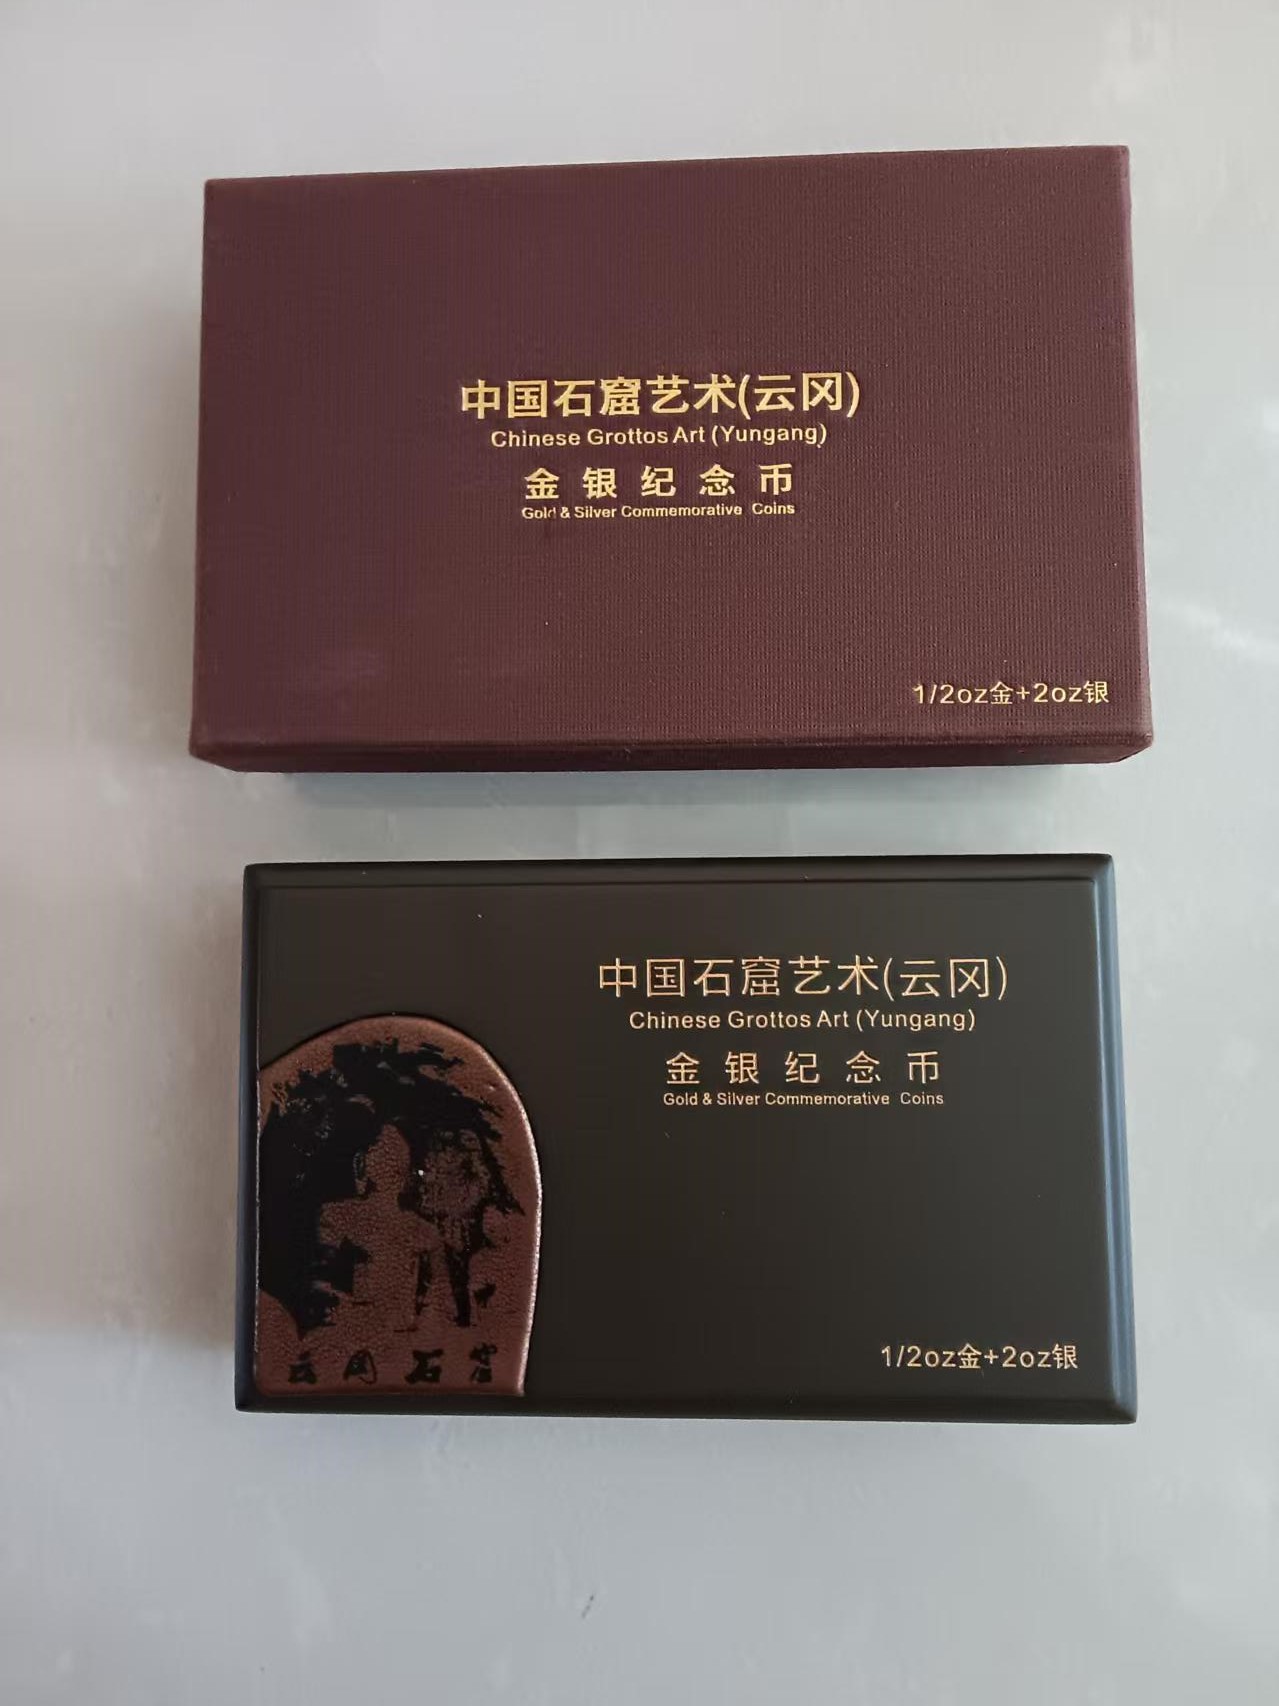 中国石窟艺术(云冈)
Chinese Grottos Art (Yungang)
金银纪念币
Gold & Silver Commemorative Coins
1/2oz金+2oz银
中国石窟艺术(云冈)
Chinese Grottos Art (Yungang)
金银纪念币
Gold & Silver Commemorative Coins
1/2oz金+2oz银
云冈石窟